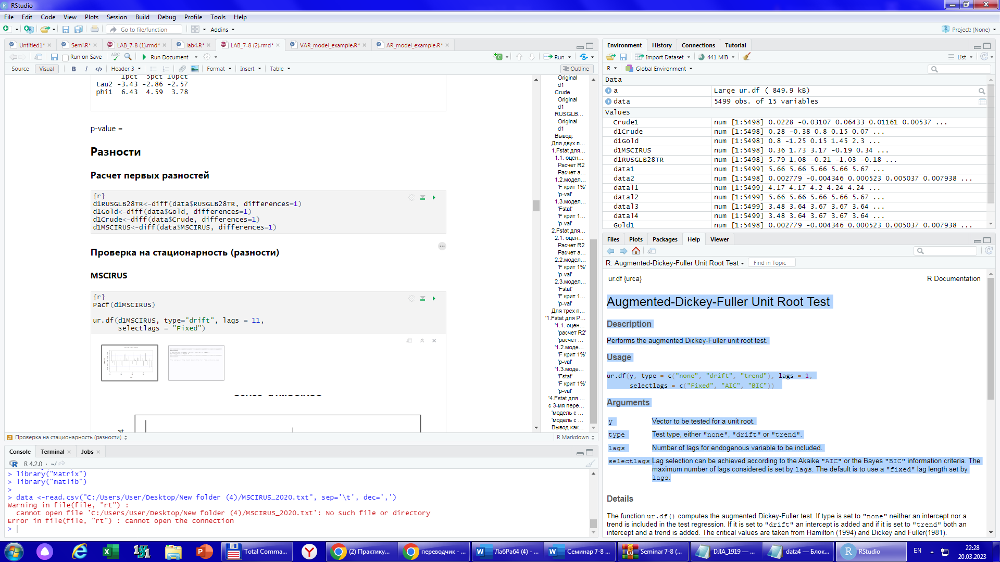 RStudio
File Edit Code View Plots Session Build Debug Profile Tools Help
Go to file/function Addins Project: (None)
Untitled1* Semi.R* LAB_7-8 (1).rmd* lab4.R* LAB_7-8 (2).rmd* VAR_model_example.R* AR_model_example.R*
Run on Save ABC Run Document Run
Source Visual B I </> Header 3 Format Insert Table Outline
1pct 5pct 10pct
tau2 -3.43 -2.86 -2.57
phi1 6.43 4.59 3.78
p-value =
Разности
Расчет первых разностей
{r}
d1RUSGLB28TR<-diff(data$RUSGLB28TR, differences=1)
d1Gold<-diff(data$Gold, differences=1)
d1Crude<-diff(data$Crude, differences=1)
d1MSCIRUS<-diff(data$MSCIRUS, differences=1)
Проверка на стационарность (разности)
MSCIRUS
{r}
Pacf(d1MSCIRUS)
ur.df(d1MSCIRUS, type="drift", lags = 11,
selectlags = "Fixed")
Проверка на стационарность (разности) R Markdown
Original
d1
Crude
Original
d1
RUSGLB...
Original
d1
Вывод:
Для двух п...
1.Fstat для...
1.1. оцен...
Расчет R2
Расчет а...
1.2.модел...
'F крит 1%'
'p-val'
1.3.модел...
'Fstat'
'F крит 1...
'p-val'
2.Fstat для...
2.1. оцен...
Расчет R2
Расчет а...
2.2.модел...
'F крит 1...
'p-val'
2.3.модел...
'Fstat'
'F крит 1...
'p-val'
Для трех п...
'1.Fstat для Р...
'1.1. оцен...
'расчет R2'
'расчет ...
'1.2.моде...
'F крит 1%'
'p-val'
'1.3.моде...
'Fstat'
'F крит 1%'
'p-val'
'4.Fstat для ...
с 3-мя пере...
'модель с ...
'модель с ...
Вывод как...
Console Terminal Jobs
R 4.2.0 · ~/
> library("Matrix")
> library("matlib")
>
> data <-read.csv("C:/Users/User/Desktop/New folder (4)/MSCIRUS_2020.txt", sep='\t', dec=',')
Warning in file(file, "rt") :
cannot open file 'C:/Users/User/Desktop/New folder (4)/MSCIRUS_2020.txt': No such file or directory
Error in file(file, "rt") : cannot open the connection
>
Environment History Connections Tutorial
Import Dataset 441 MiB List
R Global Environment
Data
a Large ur.df ( 849.9 kB)
data 5499 obs. of 15 variables
Values
Crude1 num [1:5498] 0.0228 -0.03107 0.06433 0.01161 0.00537 ...
d1Crude num [1:5498] 0.28 -0.38 0.8 0.15 0.07 ...
d1Gold num [1:5498] 0.8 -1.25 0.15 1.45 2.3 ...
d1MSCIRUS num [1:5498] 0.36 1.73 3.17 -0.19 0.34 ...
d1RUSGLB28TR num [1:5498] 5.79 1.08 -0.21 -1.03 -0.18 ...
data1 num [1:5499] 5.66 5.66 5.66 5.66 5.67 ...
data2 num [1:5498] 0.002779 -0.004346 0.000523 0.005037 0.007938 ...
datal1 num [1:5499] 4.17 4.17 4.2 4.24 4.24 ...
datal2 num [1:5499] 5.66 5.66 5.66 5.66 5.67 ...
datal3 num [1:5499] 3.48 3.64 3.67 3.67 3.64 ...
datal4 num [1:5499] 3.48 3.64 3.67 3.67 3.64 ...
Gold1 num [1:5498] 0.002779 -0.004346 0.000523 0.005037 0.007938 ...
Files Plots Packages Help Viewer
R: Augmented-Dickey-Fuller Unit Root Test Find in Topic
ur.df {urca} R Documentation
Augmented-Dickey-Fuller Unit Root Test
Description
Performs the augmented Dickey-Fuller unit root test.
Usage
ur.df(y, type = c("none", "drift", "trend"), lags = 1,
selectlags = c("Fixed", "AIC", "BIC"))
Arguments
y Vector to be tested for a unit root.
type Test type, either "none", "drift" or "trend".
lags Number of lags for endogenous variable to be included.
selectlags Lag selection can be achieved according to the Akaike "AIC" or the Bayes "BIC" information criteria. The
maximum number of lags considered is set by lags. The default is to use a "fixed" lag length set by
lags.
Details
The function ur.df() computes the augmented Dickey-Fuller test. If type is set to "none" neither an intercept nor a
trend is included in the test regression. If it is set to "drift" an intercept is added and if it is set to "trend" both an
intercept and a trend is added. The critical values are taken from Hamilton (1994) and Dickey and Fuller(1981).
Total Comma... (2) Практику... переводчик - ... ЛабРаб4 (4) - ... Семинар 7-8 ... Seminar 7-8 (... DJIA_1919 — ... data4 — Блок... RStudio EN 22:28
20.03.2023